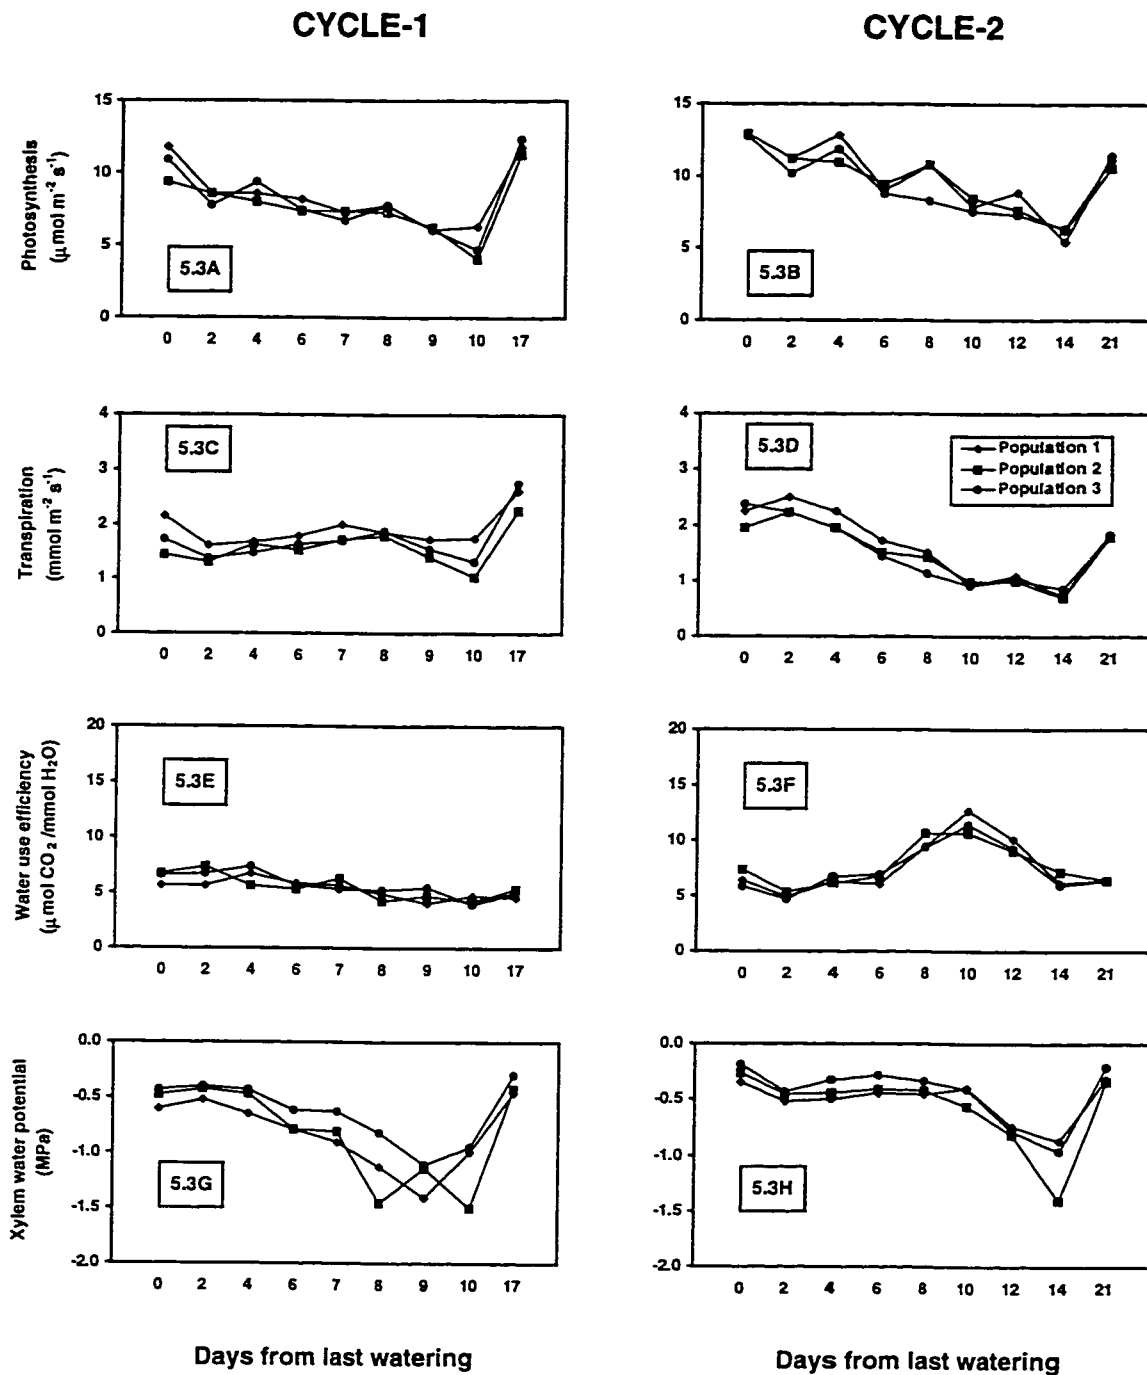 CYCLE-1
CYCLE-2
Photosynthesis
(μmol m⁻² s⁻¹)
15
10
5
0
5.3A
0 2 4 6 7 8 9 10 17
15
10
5
0
5.3B
0 2 4 6 8 10 12 14 21
Transpiration
(mmol m⁻² s⁻¹)
4
3
2
1
0
5.3C
0 2 4 6 7 8 9 10 17
4
3
2
1
0
5.3D
Population 1
Population 2
Population 3
0 2 4 6 8 10 12 14 21
Water use efficiency
(μmol CO₂ /mmol H₂O)
20
15
10
5
0
5.3E
0 2 4 6 7 8 9 10 17
20
15
10
5
0
5.3F
0 2 4 6 8 10 12 14 21
Xylem water potential
(MPa)
0.0
-0.5
-1.0
-1.5
-2.0
5.3G
0 2 4 6 7 8 9 10 17
0.0
-0.5
-1.0
-1.5
-2.0
5.3H
0 2 4 6 8 10 12 14 21
Days from last watering
Days from last watering